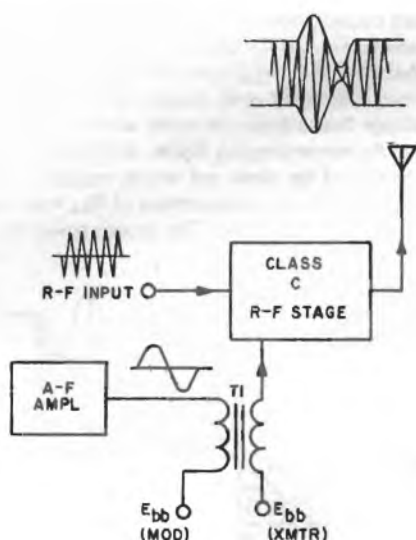 CLASS
C
R-F STAGE
R-F INPUT
A-F
AMPL
T1
Ebb
(MOD)
Ebb
(XMTR)